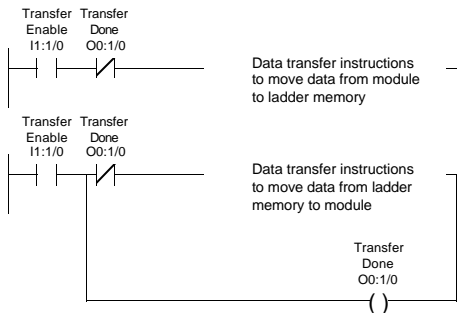 Transfer Transfer
Enable Done
I1:1/0 O0:1/0
Data transfer instructions
to move data from module
to ladder memory
Transfer Transfer
Enable Done
I1:1/0 O0:1/0
Data transfer instructions
to move data from ladder
memory to module
Transfer
Done
O0:1/0
( )